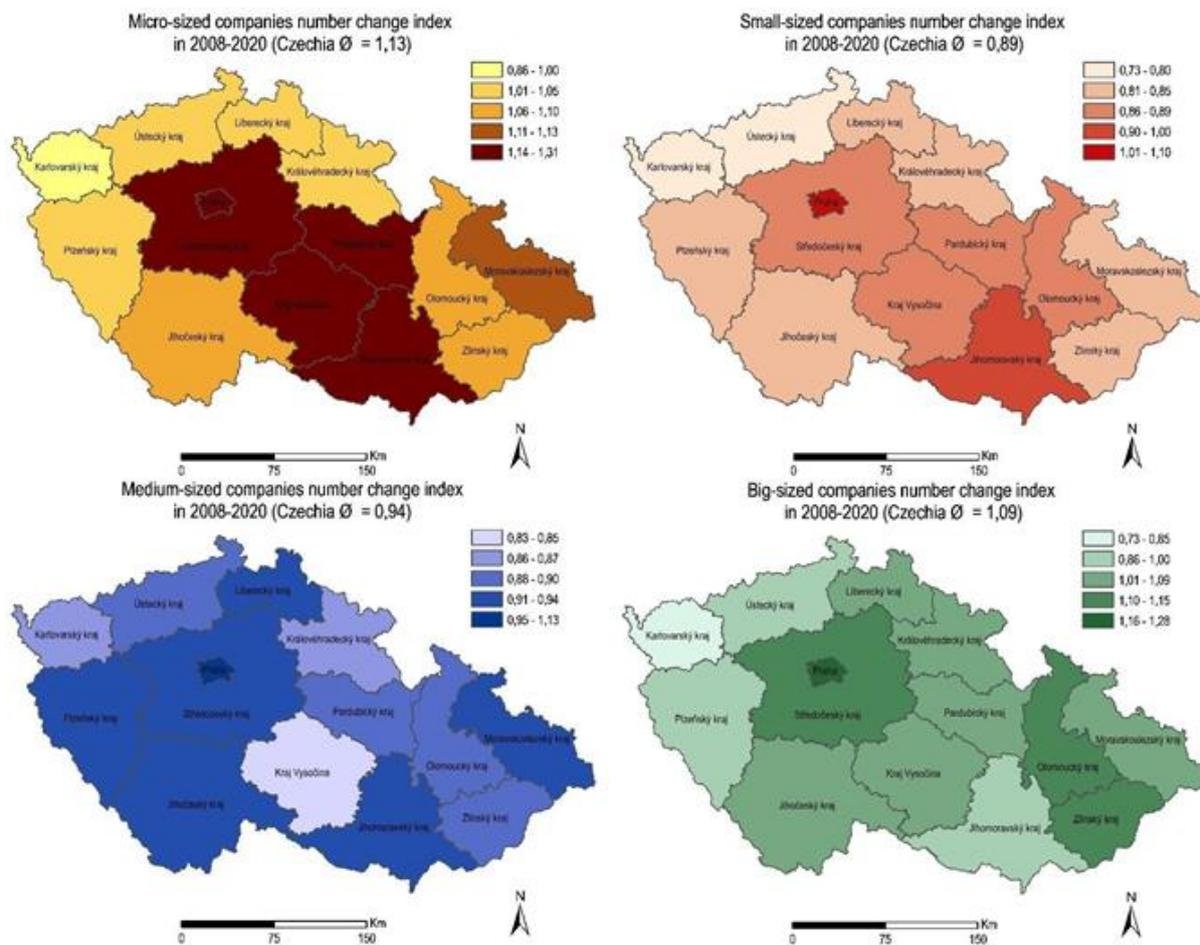 Micro-sized companies number change index
in 2008-2020 (Czechia Ø = 1,13)
0,86 - 1,00
1,01 - 1,05
1,06 - 1,10
1,11 - 1,13
1,14 - 1,31
Ústecký kraj
Liberecký kraj
Karlovarský kraj
Královéhradecký kraj
Praha
Plzeňský kraj
Moravskoslezský kraj
Olomoucký kraj
Jihočeský kraj
Zlínský kraj
N
Km
0 75 150
Small-sized companies number change index
in 2008-2020 (Czechia Ø = 0,89)
0,73 - 0,80
0,81 - 0,85
0,86 - 0,89
0,90 - 1,00
1,01 - 1,10
Ústecký kraj
Liberecký kraj
Karlovarský kraj
Královéhradecký kraj
Praha
Středočeský kraj
Pardubický kraj
Plzeňský kraj
Moravskoslezský kraj
Kraj Vysočina
Olomoucký kraj
Jihočeský kraj
Jihomoravský kraj
Zlínský kraj
N
Km
0 75 150
Medium-sized companies number change index
in 2008-2020 (Czechia Ø = 0,94)
0,83 - 0,85
0,86 - 0,87
0,88 - 0,90
0,91 - 0,94
0,95 - 1,13
Liberecký kraj
Ústecký kraj
Karlovarský kraj
Královéhradecký kraj
Praha
Středočeský kraj
Pardubický kraj
Plzeňský kraj
Moravskoslezský kraj
Kraj Vysočina
Olomoucký kraj
Jihočeský kraj
Jihomoravský kraj
Zlínský kraj
N
Km
0 75 150
Big-sized companies number change index
in 2008-2020 (Czechia Ø = 1,09)
0,73 - 0,85
0,86 - 1,00
1,01 - 1,09
1,10 - 1,15
1,16 - 1,28
Liberecký kraj
Ústecký kraj
Karlovarský kraj
Královéhradecký kraj
Praha
Středočeský kraj
Pardubický kraj
Plzeňský kraj
Moravskoslezský kraj
Kraj Vysočina
Olomoucký kraj
Jihočeský kraj
Jihomoravský kraj
Zlínský kraj
N
Km
0 75 150